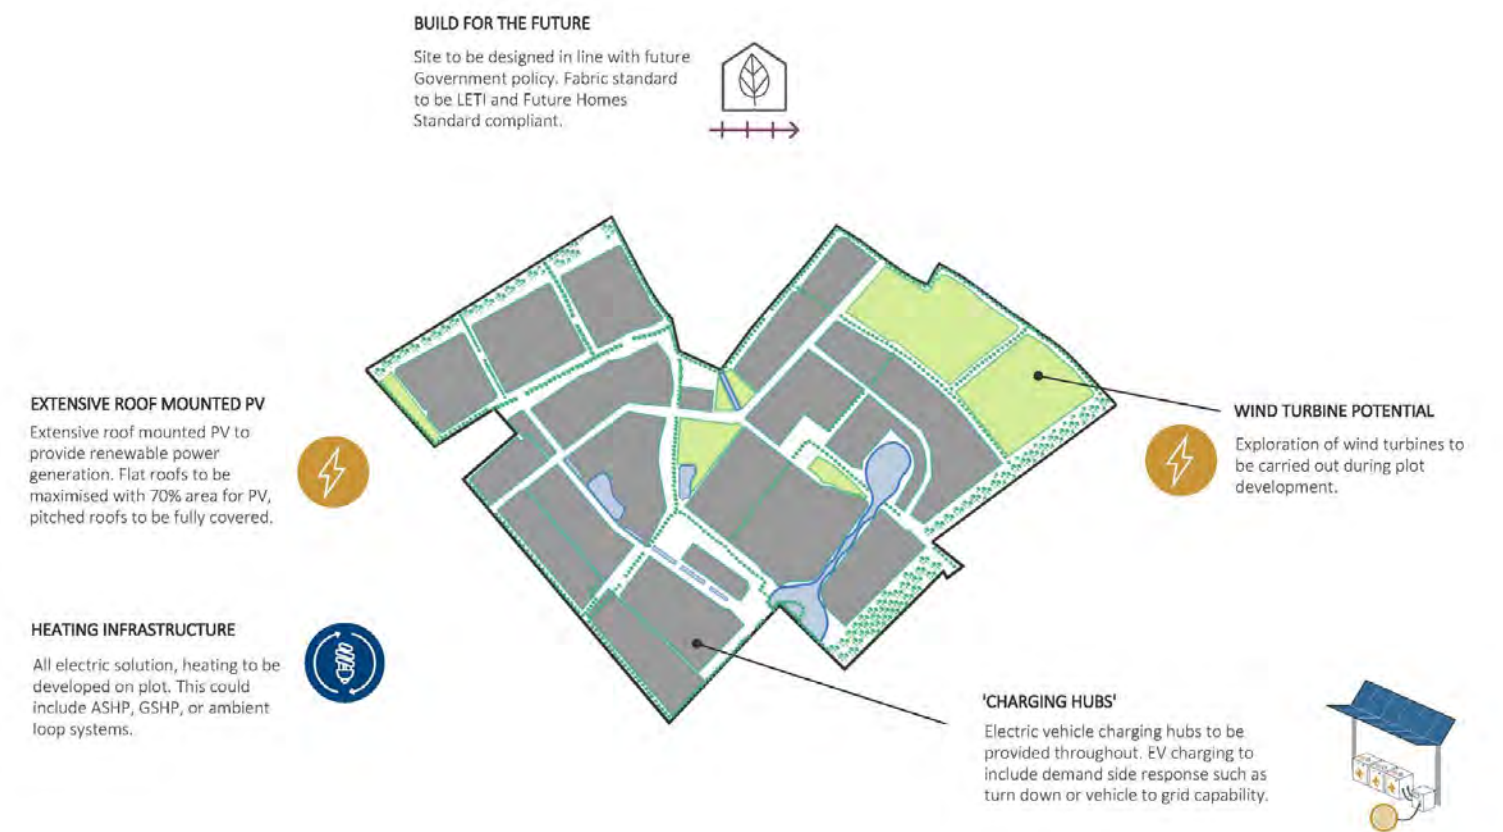 BUILD FOR THE FUTURE
Site to be designed in line with future
Government policy. Fabric standard
to be LETI and Future Homes
Standard compliant.
EXTENSIVE ROOF MOUNTED PV
Extensive roof mounted PV to
provide renewable power
generation. Flat roofs to be
maximised with 70% area for PV,
pitched roofs to be fully covered.
WIND TURBINE POTENTIAL
Exploration of wind turbines to
be carried out during plot
development.
HEATING INFRASTRUCTURE
All electric solution, heating to be
developed on plot. This could
include ASHP, GSHP, or ambient
loop systems.
'CHARGING HUBS'
Electric vehicle charging hubs to be
provided throughout. EV charging to
include demand side response such as
turn down or vehicle to grid capability.